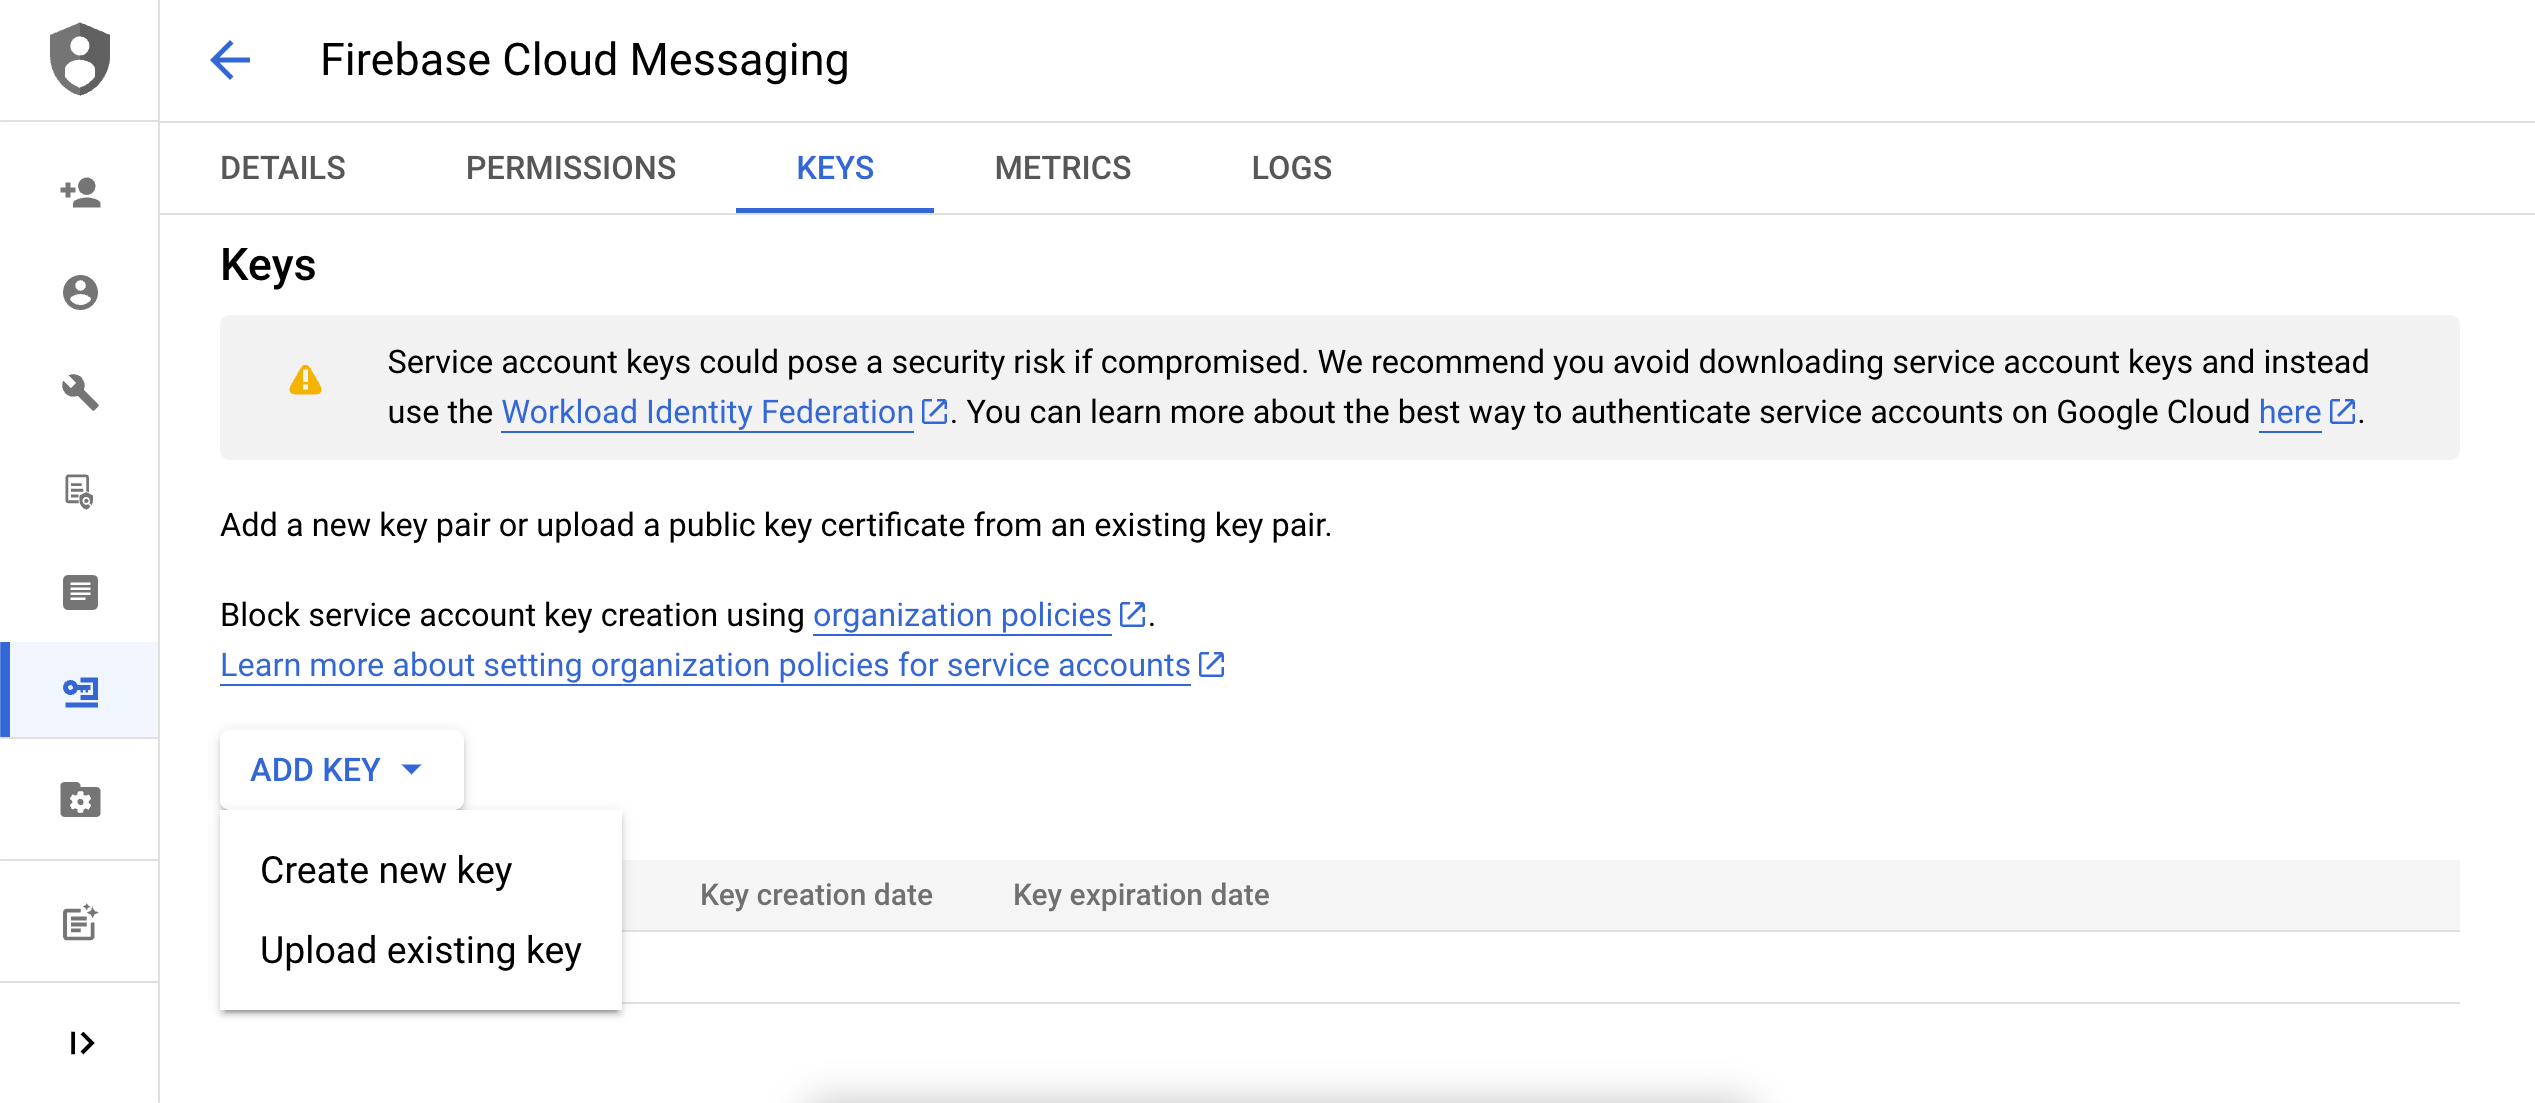 Firebase Cloud Messaging
DETAILS PERMISSIONS KEYS METRICS LOGS
Keys
Service account keys could pose a security risk if compromised. We recommend you avoid downloading service account keys and instead
use the Workload Identity Federation. You can learn more about the best way to authenticate service accounts on Google Cloud here.
Add a new key pair or upload a public key certificate from an existing key pair.
Block service account key creation using organization policies.
Learn more about setting organization policies for service accounts
ADD KEY
Create new key
Key creation date Key expiration date
Upload existing key